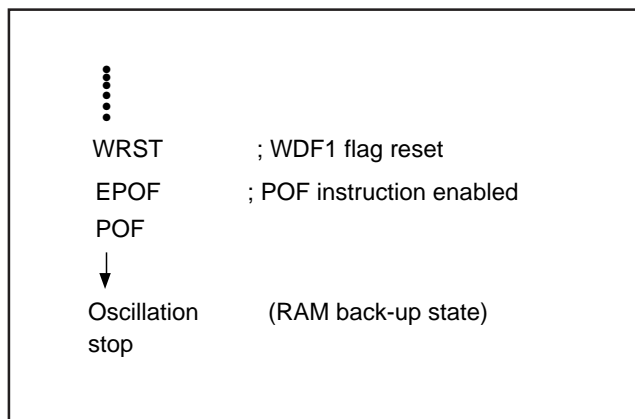 WRST ; WDF1 flag reset
EPOF ; POF instruction enabled
POF
Oscillation (RAM back-up state)
stop